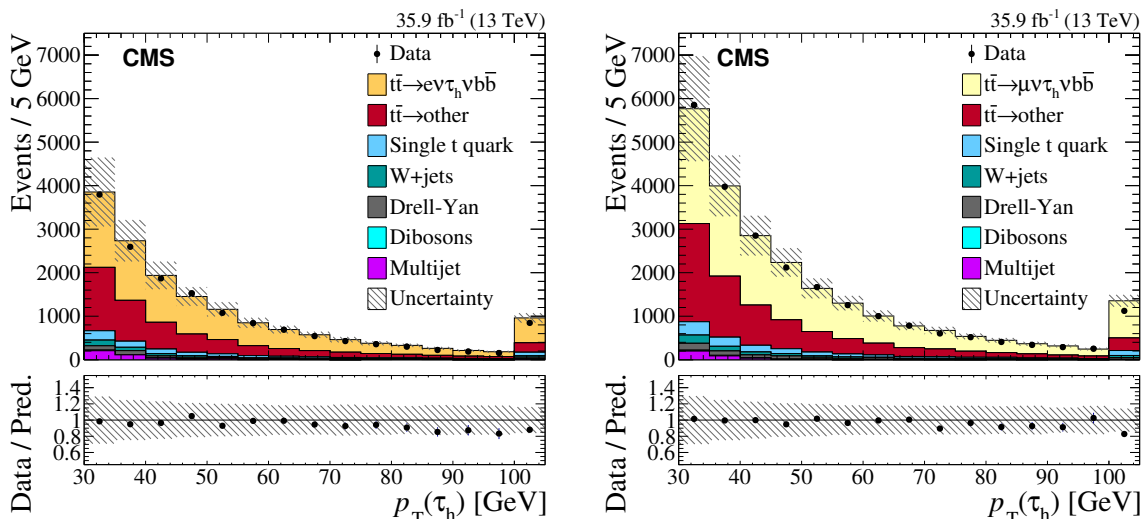 35.9 fb⁻¹ (13 TeV)
CMS
Events / 5 GeV
7000
6000
5000
4000
3000
2000
1000
0
Data
tt̄→eντₕνbb̄
tt̄→other
Single t quark
W+jets
Drell-Yan
Dibosons
Multijet
Uncertainty
Data / Pred.
1.4
1.2
1
0.8
0.6
30 40 50 60 70 80 90 100
p_T(τₕ) [GeV]
35.9 fb⁻¹ (13 TeV)
CMS
Events / 5 GeV
7000
6000
5000
4000
3000
2000
1000
0
Data
tt̄→μντₕνbb̄
tt̄→other
Single t quark
W+jets
Drell-Yan
Dibosons
Multijet
Uncertainty
Data / Pred.
1.4
1.2
1
0.8
0.6
30 40 50 60 70 80 90 100
p_T(τₕ) [GeV]